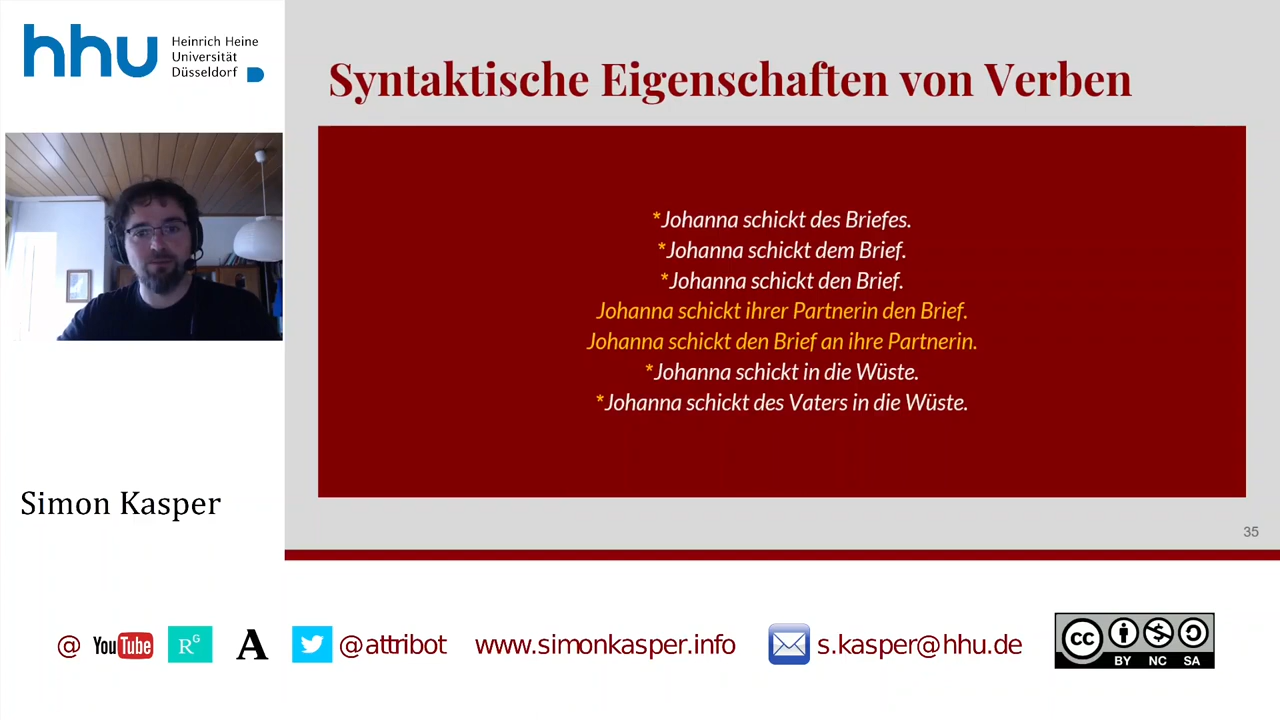 hhu
Heinrich Heine
Universität
Düsseldorf
Syntaktische Eigenschaften von Verben
*Johanna schickt des Briefes.
*Johanna schickt dem Brief.
*Johanna schickt den Brief.
Johanna schickt ihrer Partnerin den Brief.
Johanna schickt den Brief an ihre Partnerin.
*Johanna schickt in die Wüste.
*Johanna schickt des Vaters in die Wüste.
Simon Kasper
35
@ YouTube RG A @attribot www.simonkasper.info s.kasper@hhu.de
cc BY NC SA